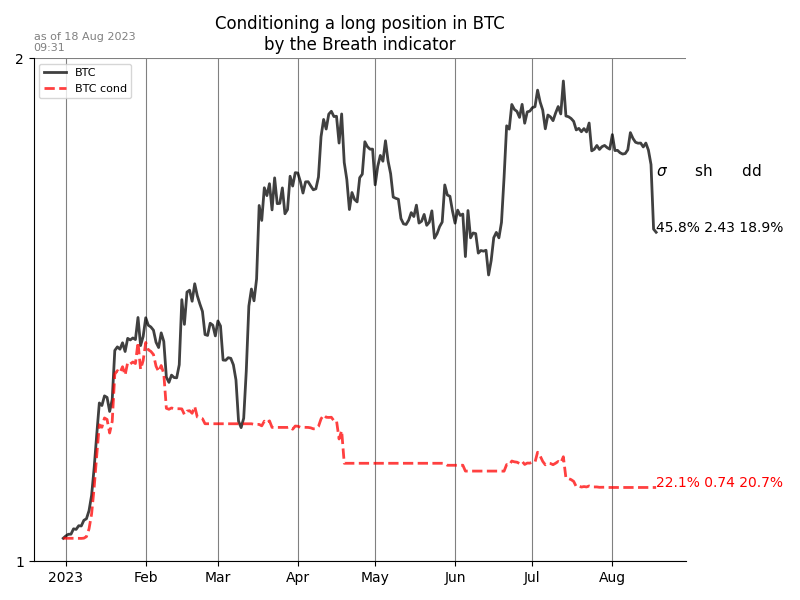 Conditioning a long position in BTC
by the Breath indicator
as of 18 Aug 2023
09:31
2
BTC
BTC cond
σ sh dd
45.8% 2.43 18.9%
22.1% 0.74 20.7%
1
2023 Feb Mar Apr May Jun Jul Aug